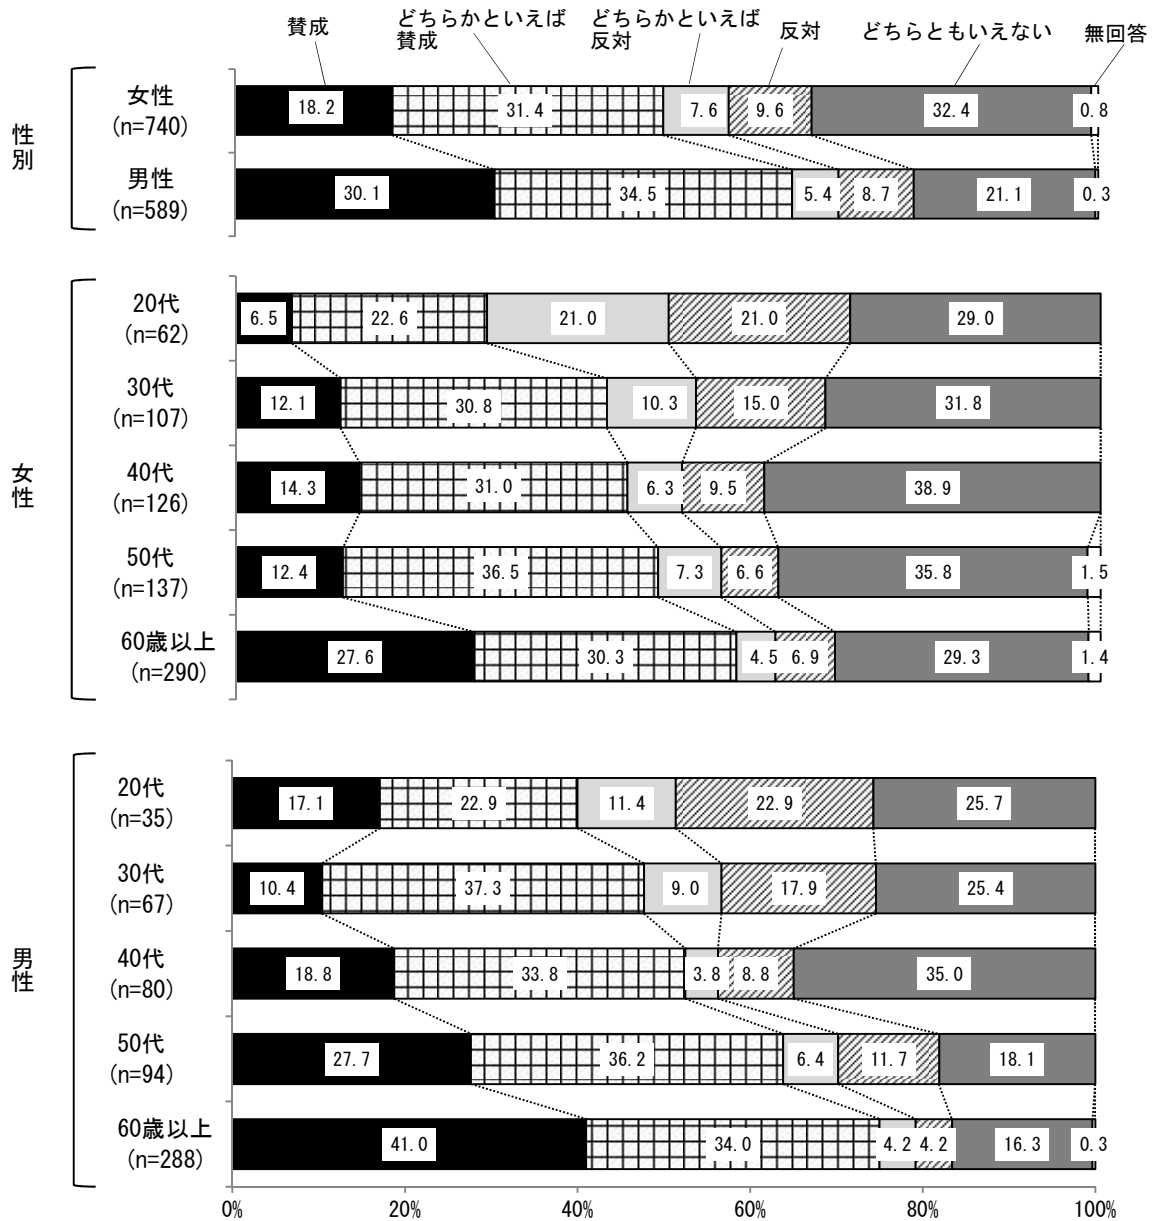 賛成
どちらかといえば
賛成
どちらかといえば
反対
反対
どちらともいえない
無回答
性別
女性
(n=740)
18.2 31.4 7.6 9.6 32.4 0.8
男性
(n=589)
30.1 34.5 5.4 8.7 21.1 0.3
女性
20代
(n=62)
6.5 22.6 21.0 21.0 29.0
30代
(n=107)
12.1 30.8 10.3 15.0 31.8
40代
(n=126)
14.3 31.0 6.3 9.5 38.9
50代
(n=137)
12.4 36.5 7.3 6.6 35.8 1.5
60歳以上
(n=290)
27.6 30.3 4.5 6.9 29.3 1.4
男性
20代
(n=35)
17.1 22.9 11.4 22.9 25.7
30代
(n=67)
10.4 37.3 9.0 17.9 25.4
40代
(n=80)
18.8 33.8 3.8 8.8 35.0
50代
(n=94)
27.7 36.2 6.4 11.7 18.1
60歳以上
(n=288)
41.0 34.0 4.2 4.2 16.3 0.3
0% 20% 40% 60% 80% 100%